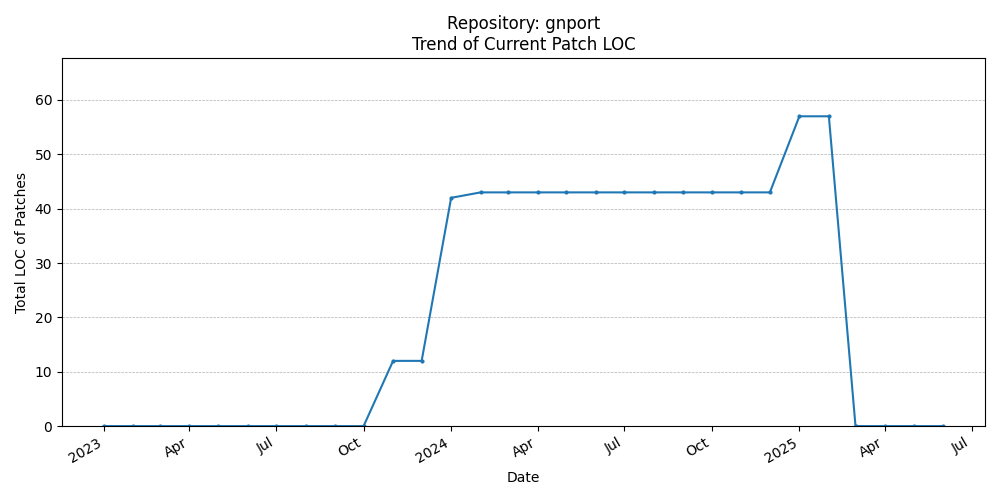 Repository: gnport
Trend of Current Patch LOC
Total LOC of Patches
60
50
40
30
20
10
0
2023 Apr Jul Oct 2024 Apr Jul Oct 2025 Apr Jul
Date